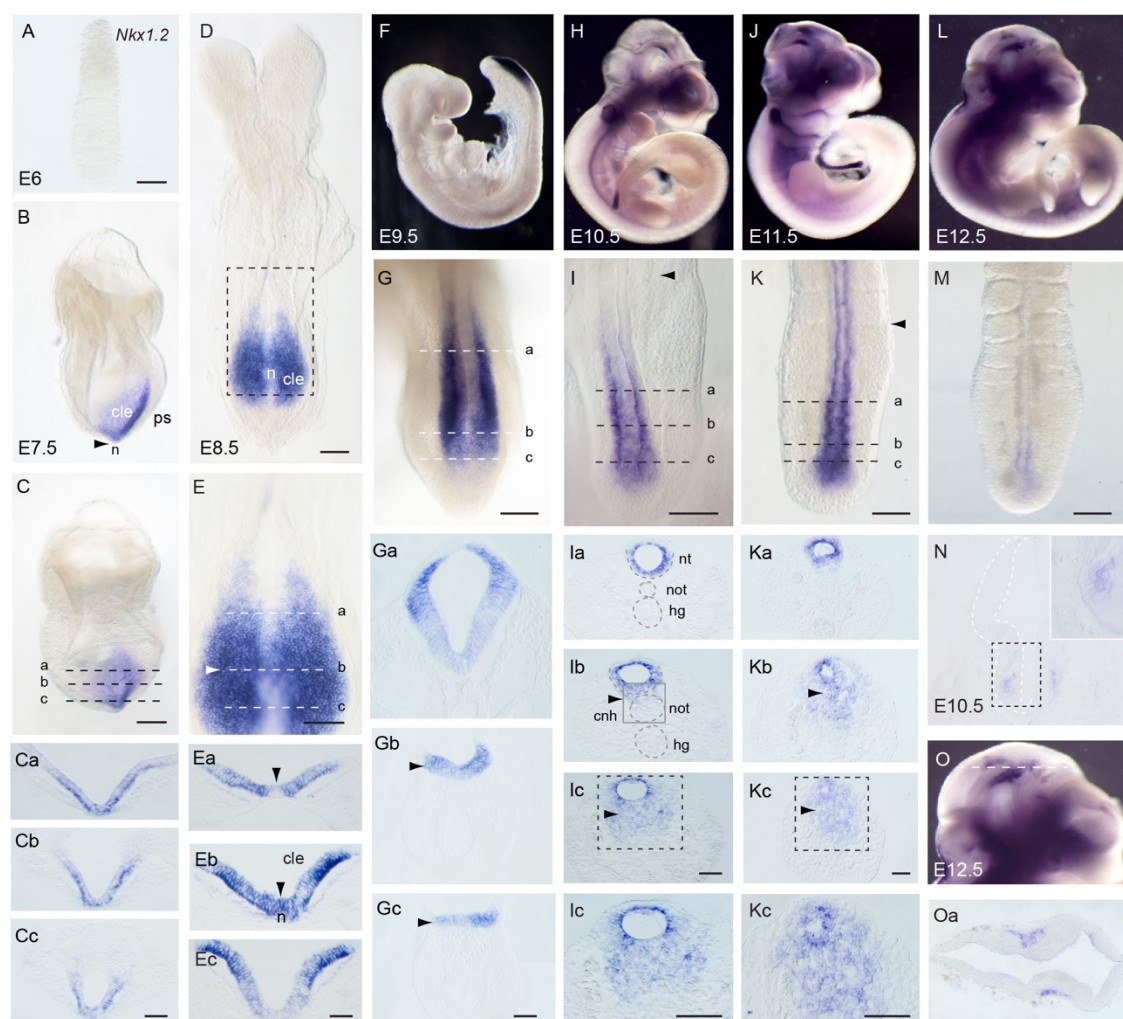 A
Nkx1.2
E6
B
cle
ps
n
E7.5
C
a
b
c
Ca
Cb
Cc
D
n
cle
E8.5
E
a
b
c
Ea
Eb
cle
n
Ec
F
E9.5
G
a
b
c
Ga
Gb
Gc
H
E10.5
I
a
b
c
Ia
nt
not
hg
Ib
cnh
not
hg
Ic
Ic
J
E11.5
K
a
b
c
Ka
Kb
Kc
Kc
L
E12.5
M
N
E10.5
O
E12.5
Oa